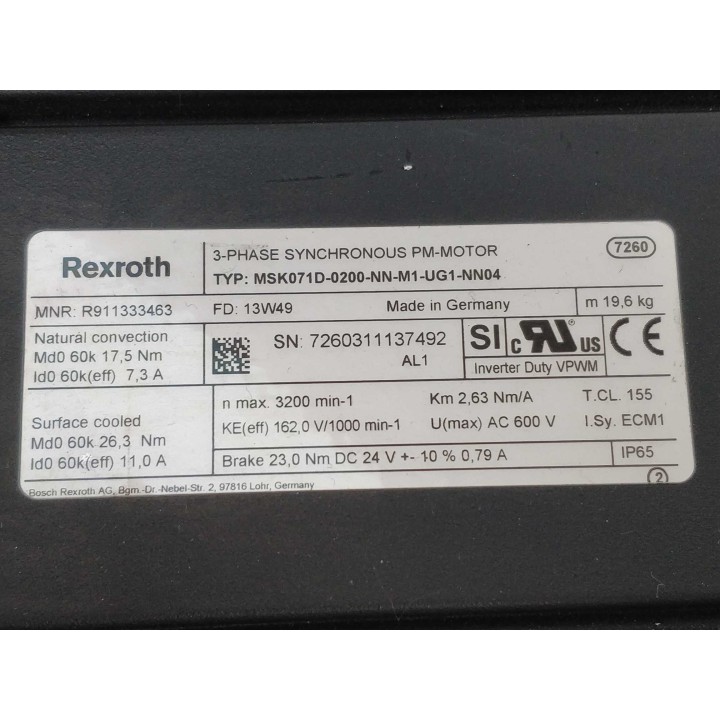 Rexroth
3-PHASE SYNCHRONOUS PM-MOTOR
7260
TYP: MSK071D-0200-NN-M1-UG1-NN04
MNR: R911333463
FD: 13W49
Made in Germany
m 19,6 kg
Natural convection
Md0 60k 17,5 Nm
Id0 60k(eff) 7,3 A
SN: 7260311137492
AL1
SI
c RU US
CE
Inverter Duty VPWM
Surface cooled
Md0 60k 26,3 Nm
Id0 60k(eff) 11,0 A
n max. 3200 min-1
Km 2,63 Nm/A
T.CL. 155
KE(eff) 162,0 V/1000 min-1
U(max) AC 600 V
I.Sy. ECM1
Brake 23,0 Nm DC 24 V +- 10 % 0,79 A
IP65
Bosch Rexroth AG, Bgm.-Dr.-Nebel-Str. 2, 97816 Lohr, Germany
2